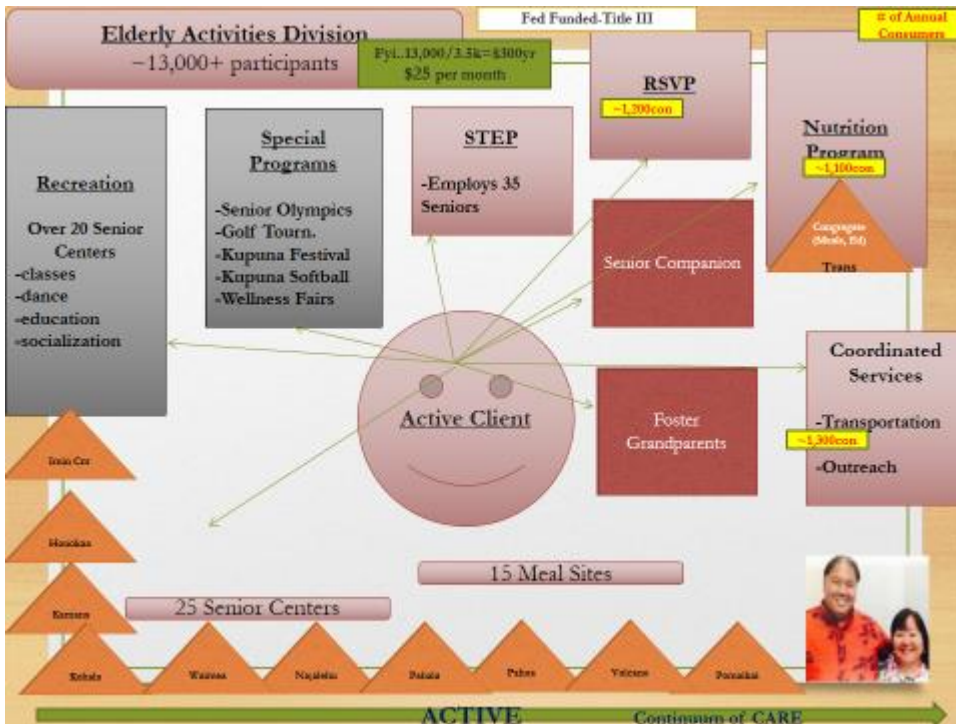 Fed Funded-Title III
# of Annual
Consumers
Elderly Activities Division
~13,000+ participants
Fyi..13,000/3.5k=$300yr
$25 per month
RSVP
~1,200con
Nutrition
Program
~1,100con
Congregate
(Meals, Ed)
Trans
Recreation
Over 20 Senior
Centers
-classes
-dance
-education
-socialization
Special
Programs
-Senior Olympics
-Golf Tourn.
-Kupuna Festival
-Kupuna Softball
-Wellness Fairs
STEP
-Employs 35
Seniors
Senior Companion
Foster
Grandparents
Coordinated
Services
-Transportation
~1,300con
-Outreach
Active Client
Honokaa
15 Meal Sites
25 Senior Centers
Kohala
Waimea
Naalehu
Pahala
Pahoa
Volcano
ACTIVE
Continuum of CARE